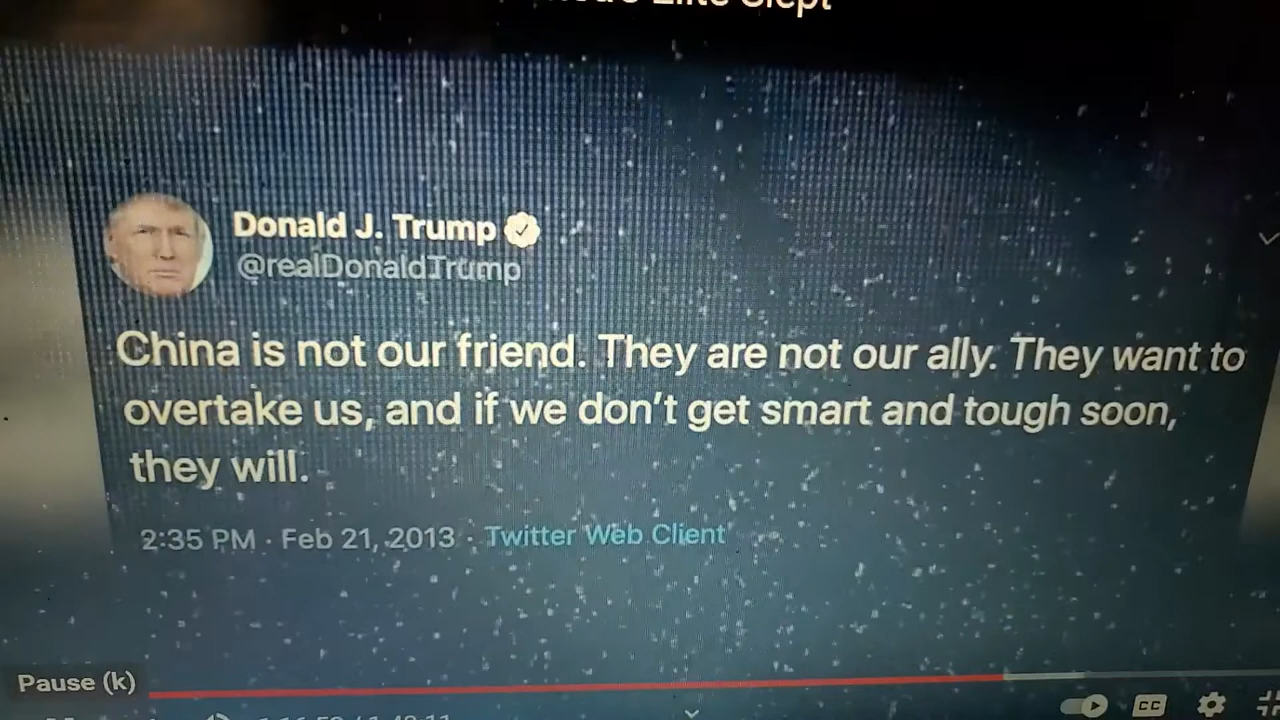 Elite Slept
Donald J. Trump
@realDonaldTrump
China is not our friend. They are not our ally. They want to
overtake us, and if we don't get smart and tough soon,
they will.
2:35 PM · Feb 21, 2013 · Twitter Web Client
Pause (k)
CC